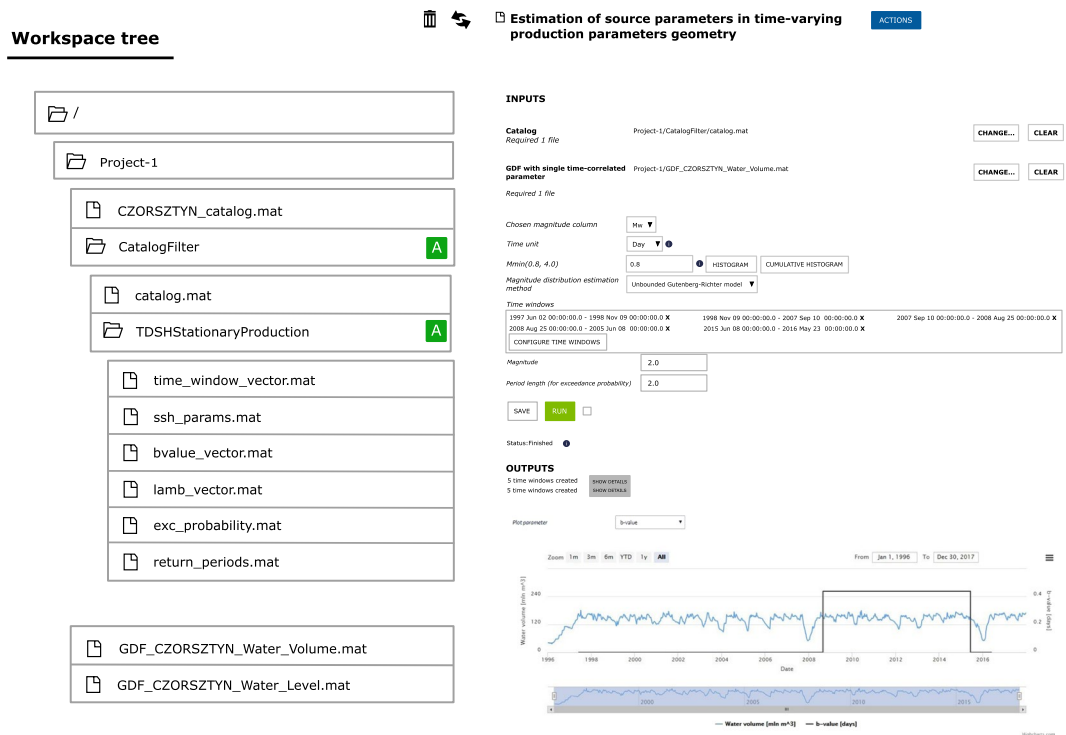 Workspace tree
/
Project-1
CZORSZTYN_catalog.mat
CatalogFilter A
catalog.mat
TDSHStationaryProduction A
time_window_vector.mat
ssh_params.mat
bvalue_vector.mat
lamb_vector.mat
exc_probability.mat
return_periods.mat
GDF_CZORSZTYN_Water_Volume.mat
GDF_CZORSZTYN_Water_Level.mat
Estimation of source parameters in time-varying
production parameters geometry
ACTIONS
INPUTS
Catalog Project-1/CatalogFilter/catalog.mat CHANGE... CLEAR
Required 1 file
GDF with single time-correlated Project-1/GDF_CZORSZTYN_Water_Volume.mat CHANGE... CLEAR
parameter
Required 1 file
Chosen magnitude column Mw
Time unit Day
Mmin(0.8, 4.0) 0.8 HISTOGRAM CUMULATIVE HISTOGRAM
Magnitude distribution estimation Unbounded Gutenberg-Richter model
method
Time windows
1997 Jun 02 00:00:00.0 - 1998 Nov 09 00:00:00.0 X 1998 Nov 09 00:00:00.0 - 2007 Sep 10 00:00:00.0 X 2007 Sep 10 00:00:00.0 - 2008 Aug 25 00:00:00.0 X
2008 Aug 25 00:00:00.0 - 2005 Jun 08 00:00:00.0 X 2015 Jun 08 00:00:00.0 - 2016 May 23 00:00:00.0 X
CONFIGURE TIME WINDOWS
Magnitude 2.0
Period length (for exceedance probability) 2.0
SAVE RUN
Status:Finished
OUTPUTS
5 time windows created SHOW DETAILS
5 time windows created SHOW DETAILS
Plot parameter b-value
Zoom 1m 3m 6m YTD 1y All From Jan 1, 1996 To Dec 30, 2017
Water volume [mln m^3]
240 0.4
120 0.2
0 0
b-value [days]
1996 1998 2000 2002 2004 2006 2008 2010 2012 2014 2016
Date
2000 2005 2010 2015
Water volume [mln m^3] b-value [days]